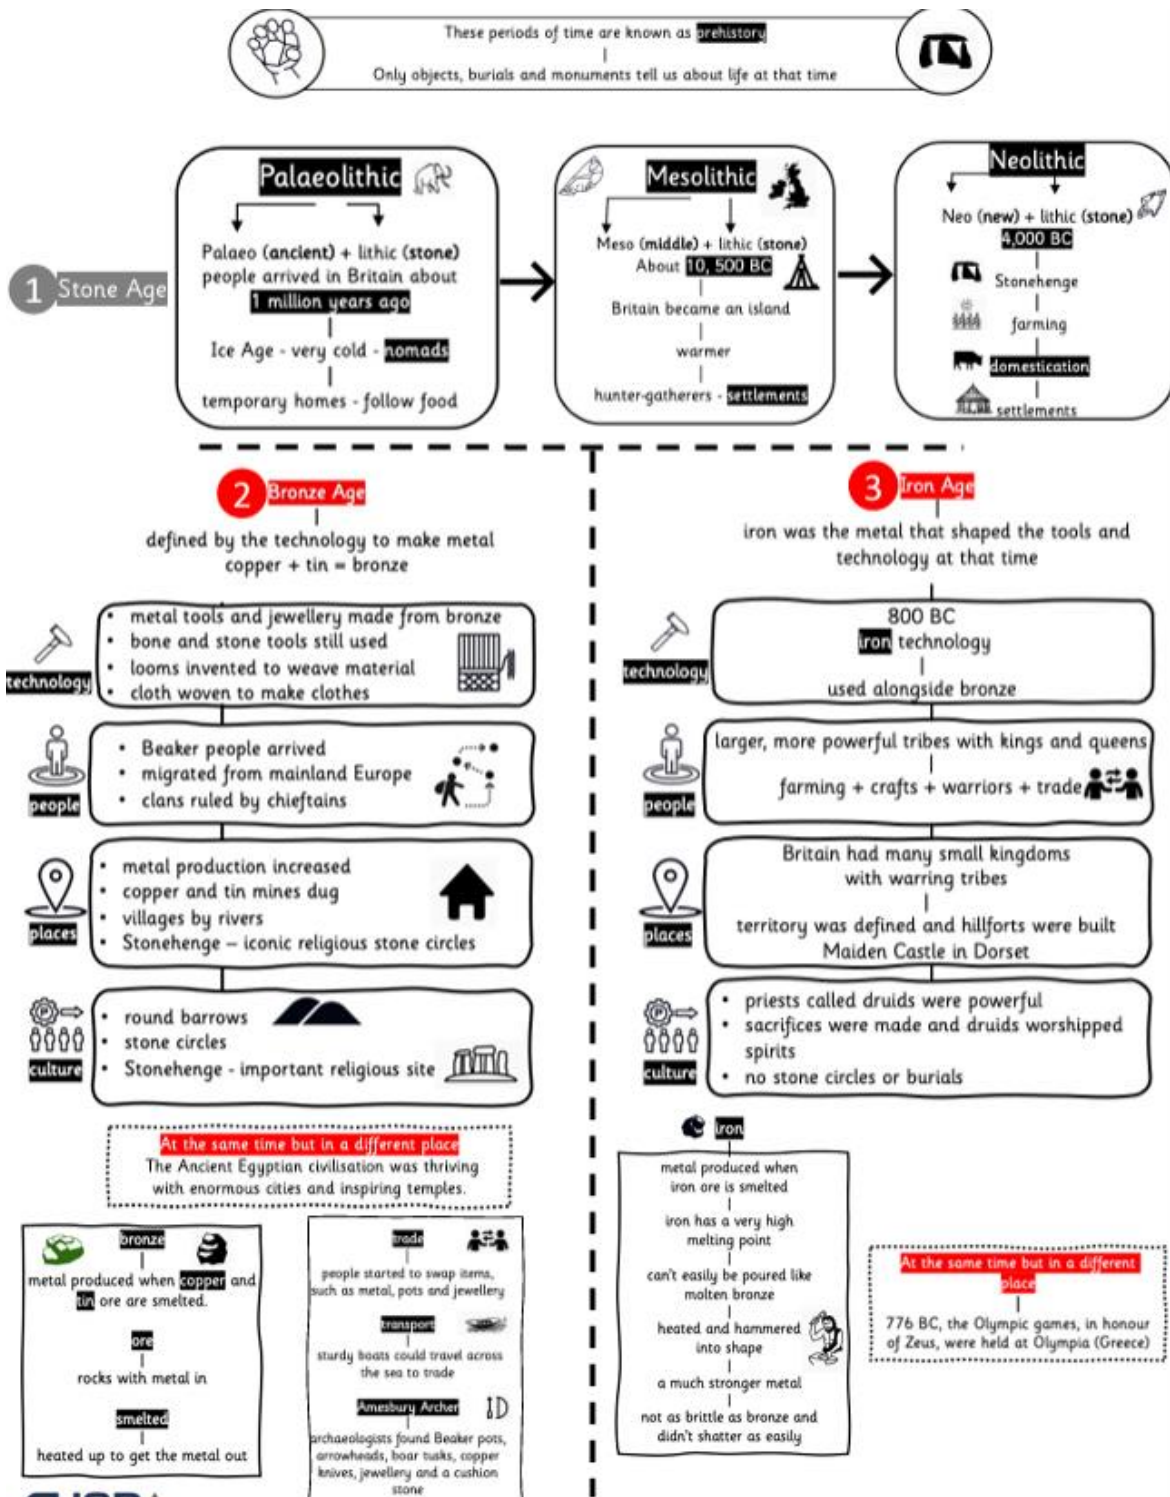 These periods of time are known as prehistory
Only objects, burials and monuments tell us about life at that time
1 Stone Age
Palaeolithic
Palaeo (ancient) + lithic (stone)
people arrived in Britain about
1 million years ago
Ice Age - very cold - nomads
temporary homes - follow food
Mesolithic
Meso (middle) + lithic (stone)
About 10, 500 BC
Britain became an island
warmer
hunter-gatherers - settlements
Neolithic
Neo (new) + lithic (stone)
4,000 BC
Stonehenge
farming
domestication
settlements
2 Bronze Age
defined by the technology to make metal
copper + tin = bronze
technology
• metal tools and jewellery made from bronze
• bone and stone tools still used
• looms invented to weave material
• cloth woven to make clothes
people
• Beaker people arrived
• migrated from mainland Europe
• clans ruled by chieftains
places
• metal production increased
• copper and tin mines dug
• villages by rivers
• Stonehenge – iconic religious stone circles
culture
• round barrows
• stone circles
• Stonehenge - important religious site
At the same time but in a different place
The Ancient Egyptian civilisation was thriving
with enormous cities and inspiring temples.
bronze
metal produced when copper and
tin ore are smelted.
ore
rocks with metal in
smelted
heated up to get the metal out
trade
people started to swap items,
such as metal, pots and jewellery
transport
sturdy boats could travel across
the sea to trade
Amesbury Archer
archaeologists found Beaker pots,
arrowheads, boar tusks, copper
knives, jewellery and a cushion
stone
3 Iron Age
iron was the metal that shaped the tools and
technology at that time
technology
800 BC
iron technology
used alongside bronze
people
larger, more powerful tribes with kings and queens
farming + crafts + warriors + trade
places
Britain had many small kingdoms
with warring tribes
territory was defined and hillforts were built
Maiden Castle in Dorset
culture
• priests called druids were powerful
• sacrifices were made and druids worshipped
spirits
• no stone circles or burials
iron
metal produced when
iron ore is smelted
iron has a very high
melting point
can't easily be poured like
molten bronze
heated and hammered
into shape
a much stronger metal
not as brittle as bronze and
didn't shatter as easily
At the same time but in a different
place
776 BC, the Olympic games, in honour
of Zeus, were held at Olympia (Greece)